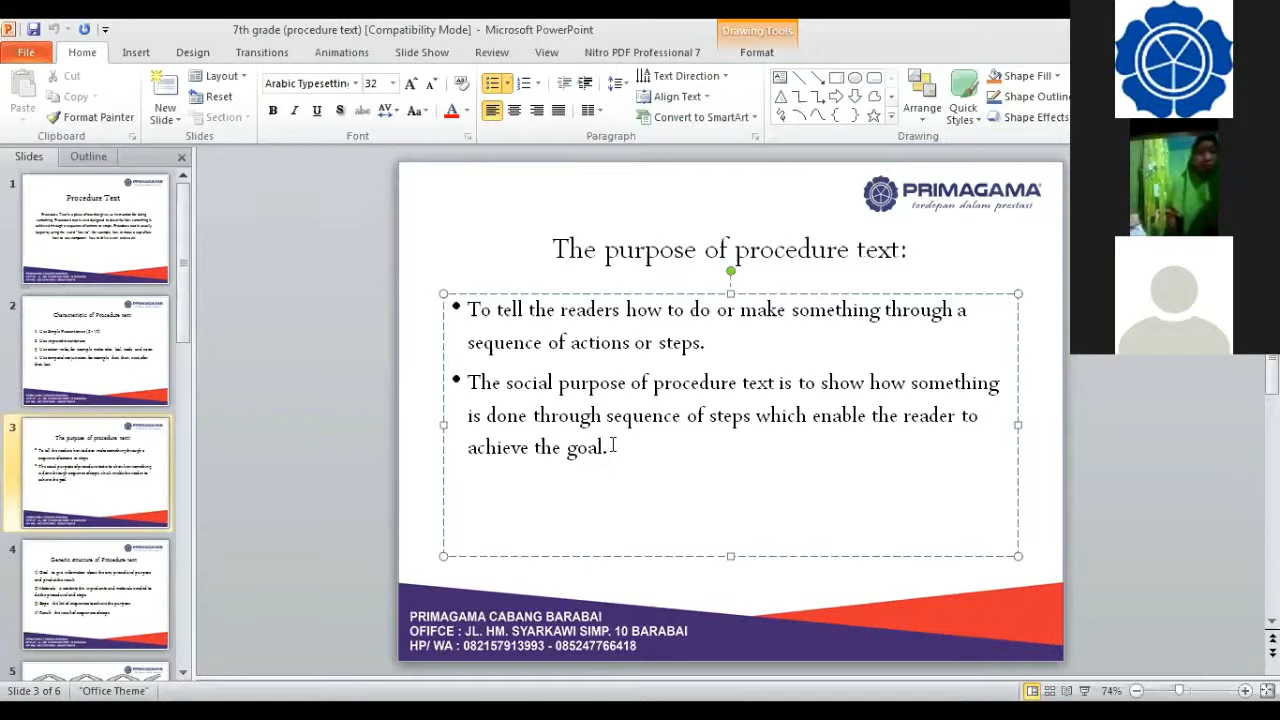 7th grade (procedure text) [Compatibility Mode] - Microsoft PowerPoint
Drawing Tools
File Home Insert Design Transitions Animations Slide Show Review View Nitro PDF Professional 7 Format
Paste
Cut
Copy
Format Painter
Clipboard
New Slide
Layout
Reset
Section
Slides
Arabic Typesettin 32
B U S abc AV Aa A
Font
Text Direction
Align Text
Convert to SmartArt
Paragraph
Arrange
Quick Styles
Shape Fill
Shape Outlin
Shape Effects
Drawing
Slides Outline
1
Procedure Text
2
Characteristic of Procedure text
3
The purpose of procedure text:
4
Generic structure of Procedure text
5
PRIMAGAMA
terdepan dalam prestasi
The purpose of procedure text:
• To tell the readers how to do or make something through a
sequence of actions or steps.
• The social purpose of procedure text is to show how something
is done through sequence of steps which enable the reader to
achieve the goal.
PRIMAGAMA CABANG BARABAI
OFIFCE : JL. HM. SYARKAWI SIMP. 10 BARABAI
HP/ WA : 082157913993 - 085247766418
Slide 3 of 6 "Office Theme" 74%